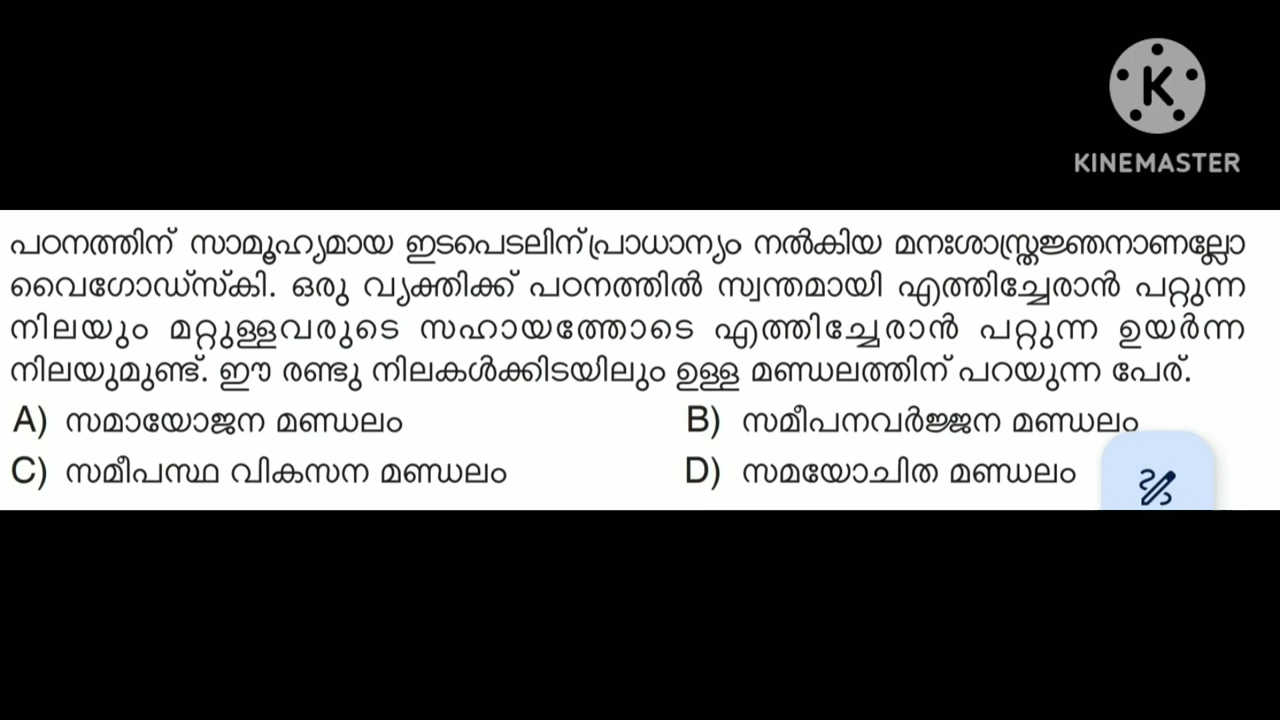 K
KINEMASTER
പഠനത്തിന് സാമൂഹ്യമായ ഇടപെടലിന്പ്രാധാന്യം നൽകിയ മനഃശാസ്ത്രജ്ഞനാണല്ലോ
വൈഗോഡ്സ്കി. ഒരു വ്യക്തിക്ക് പഠനത്തിൽ സ്വന്തമായി എത്തിച്ചേരാൻ പറ്റുന്ന
നിലയും മറ്റുള്ളവരുടെ സഹായത്തോടെ എത്തിച്ചേരാൻ പറ്റുന്ന ഉയർന്ന
നിലയുമുണ്ട്. ഈ രണ്ടു നിലകൾക്കിടയിലും ഉള്ള മണ്ഡലത്തിന് പറയുന്ന പേര്.
A) സമായോജന മണ്ഡലം B) സമീപനവർജ്ജന മണ്ഡലം
C) സമീപസ്ഥ വികസന മണ്ഡലം D) സമയോചിത മണ്ഡലം